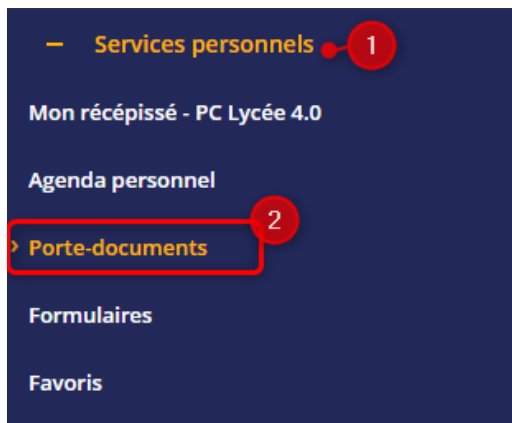 – Services personnels 1
Mon récépissé - PC Lycée 4.0
Agenda personnel
2
› Porte-documents
Formulaires
Favoris